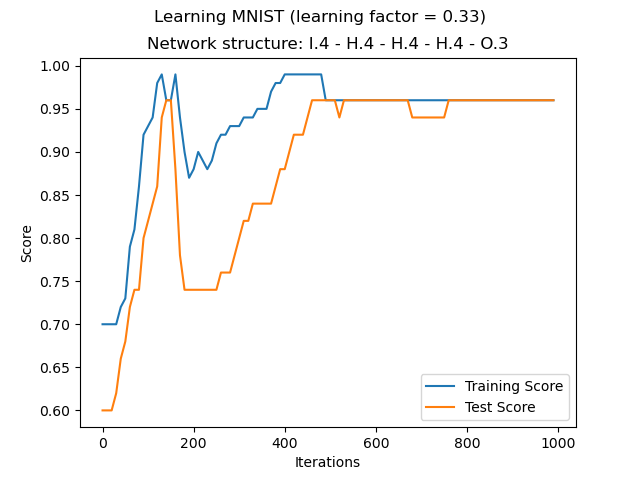 Learning MNIST (learning factor = 0.33)
Network structure: I.4 - H.4 - H.4 - H.4 - O.3
1.00
0.95
0.90
0.85
0.80
0.75
0.70
0.65
0.60
Score
0
200
400
600
800
1000
Iterations
Training Score
Test Score